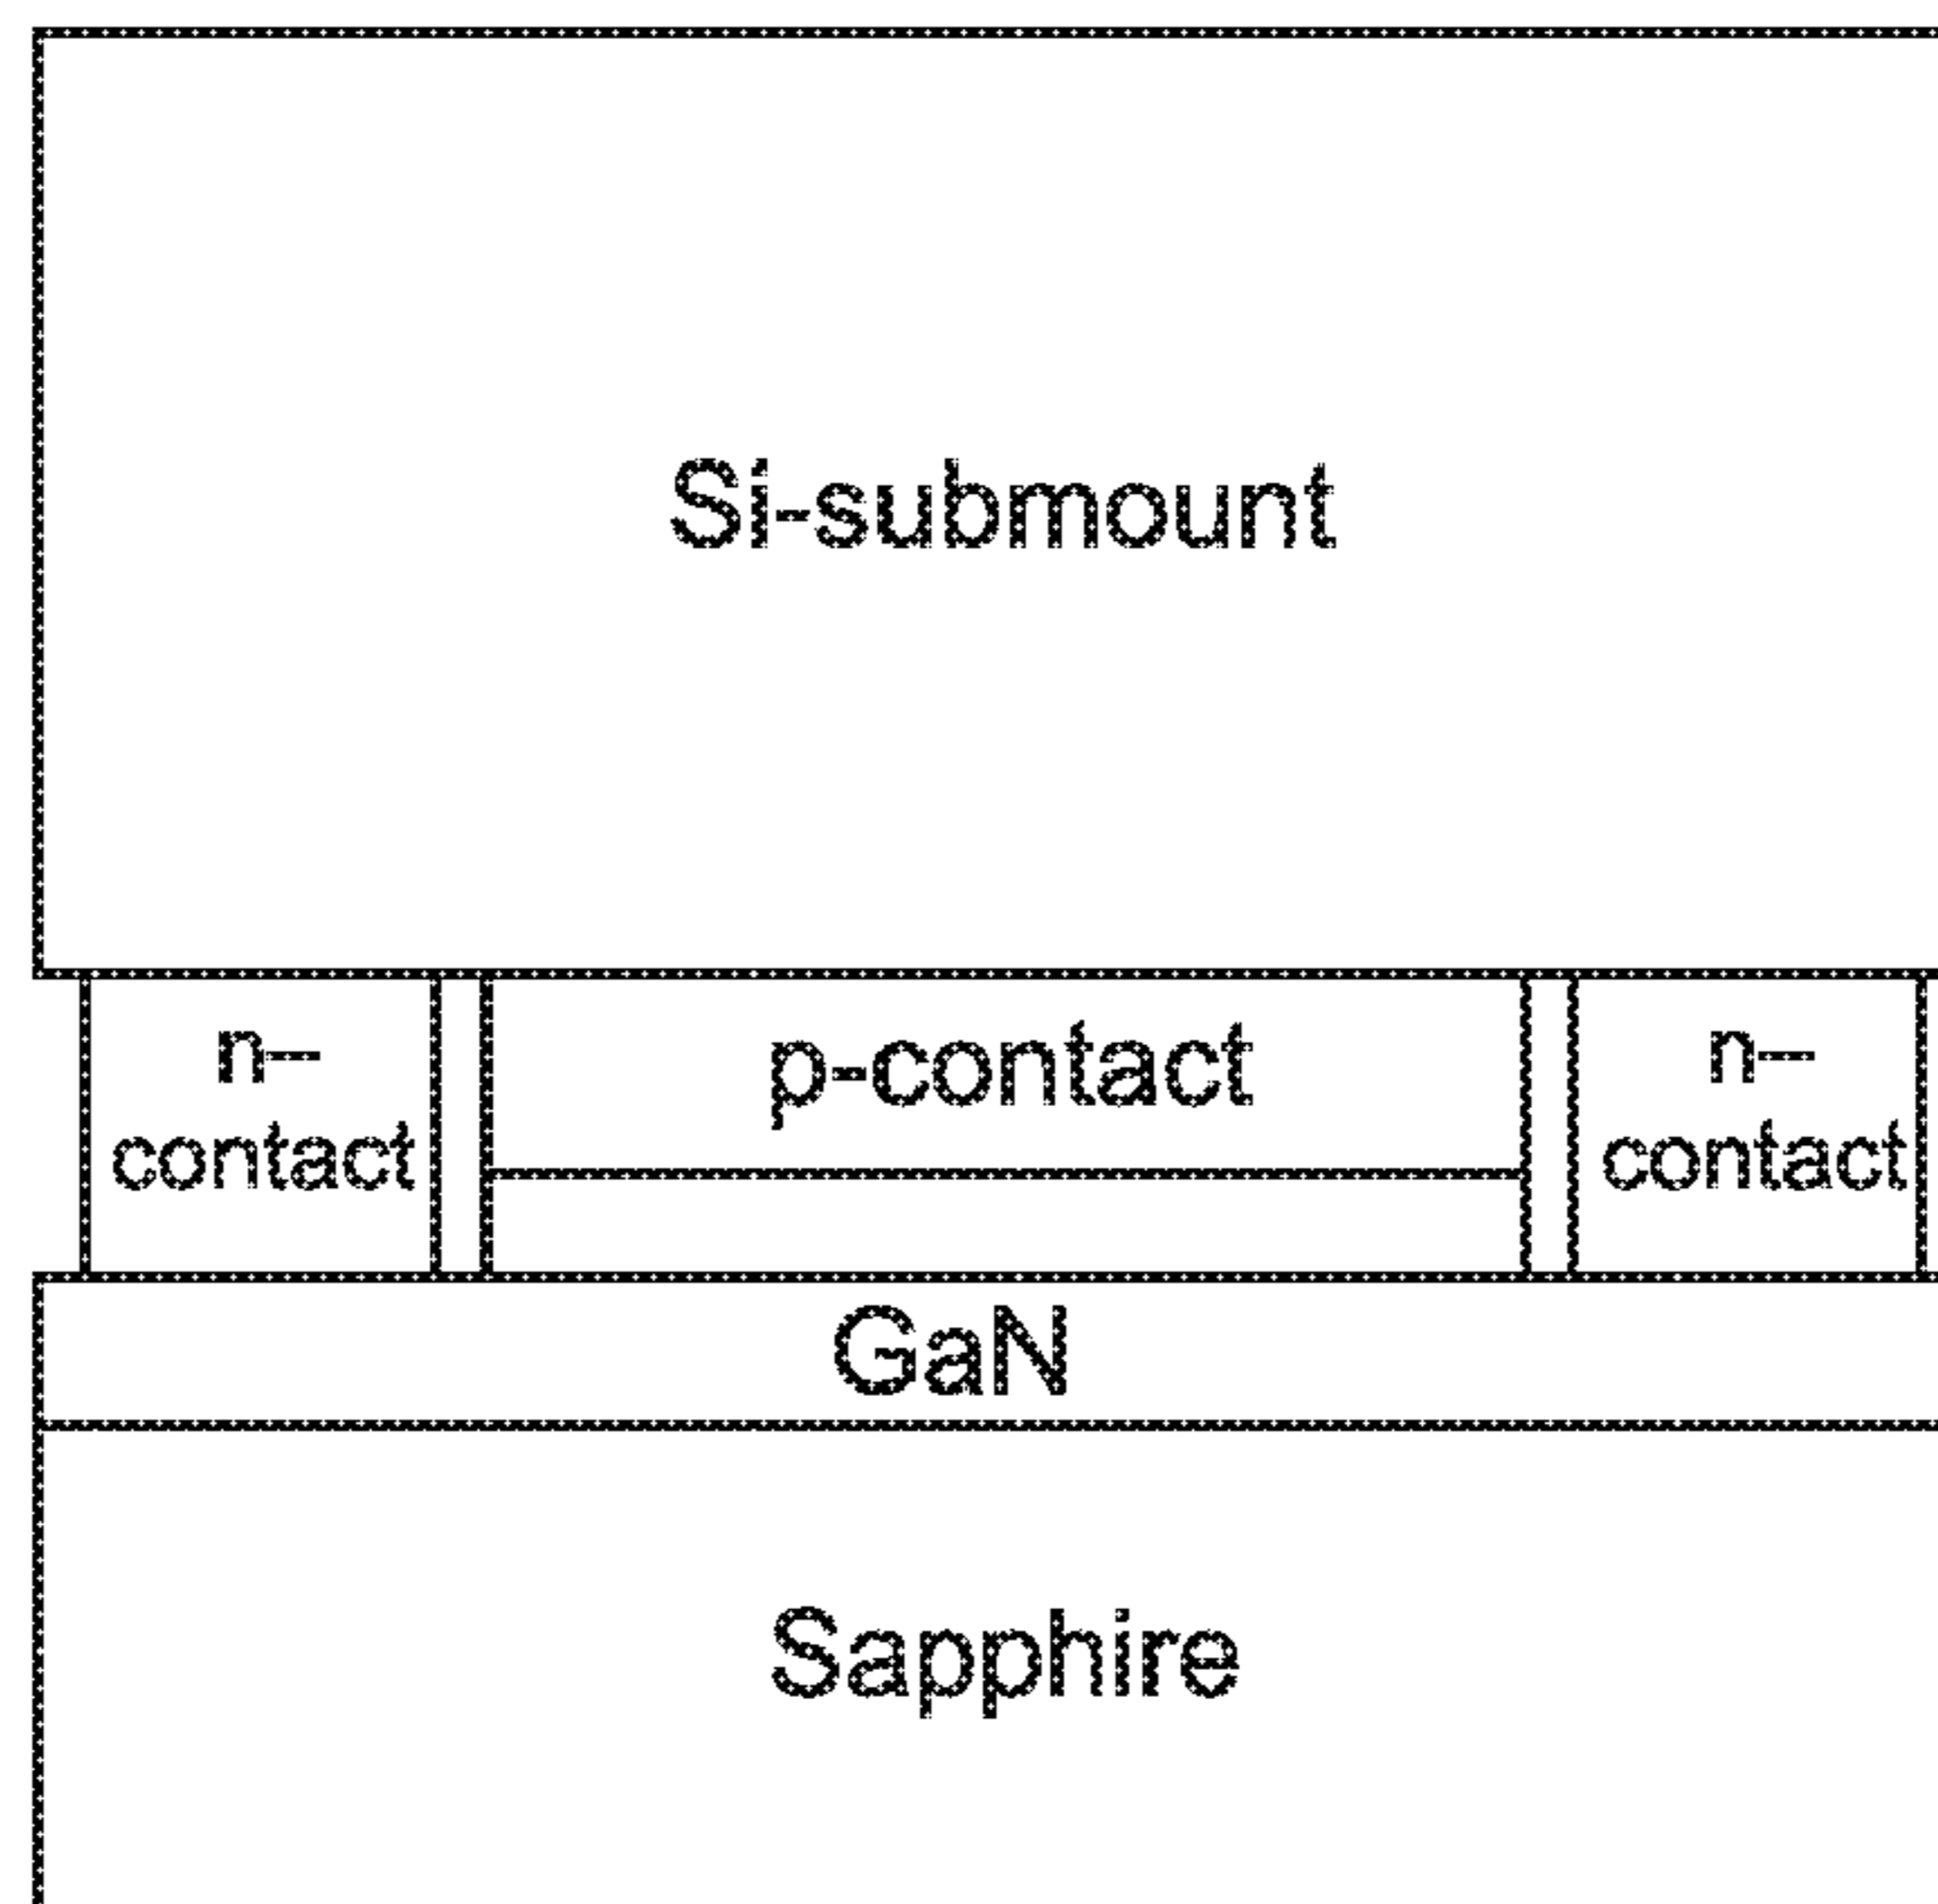 Si-submount
n–
contact
p-contact
n–
contact
GaN
Sapphire